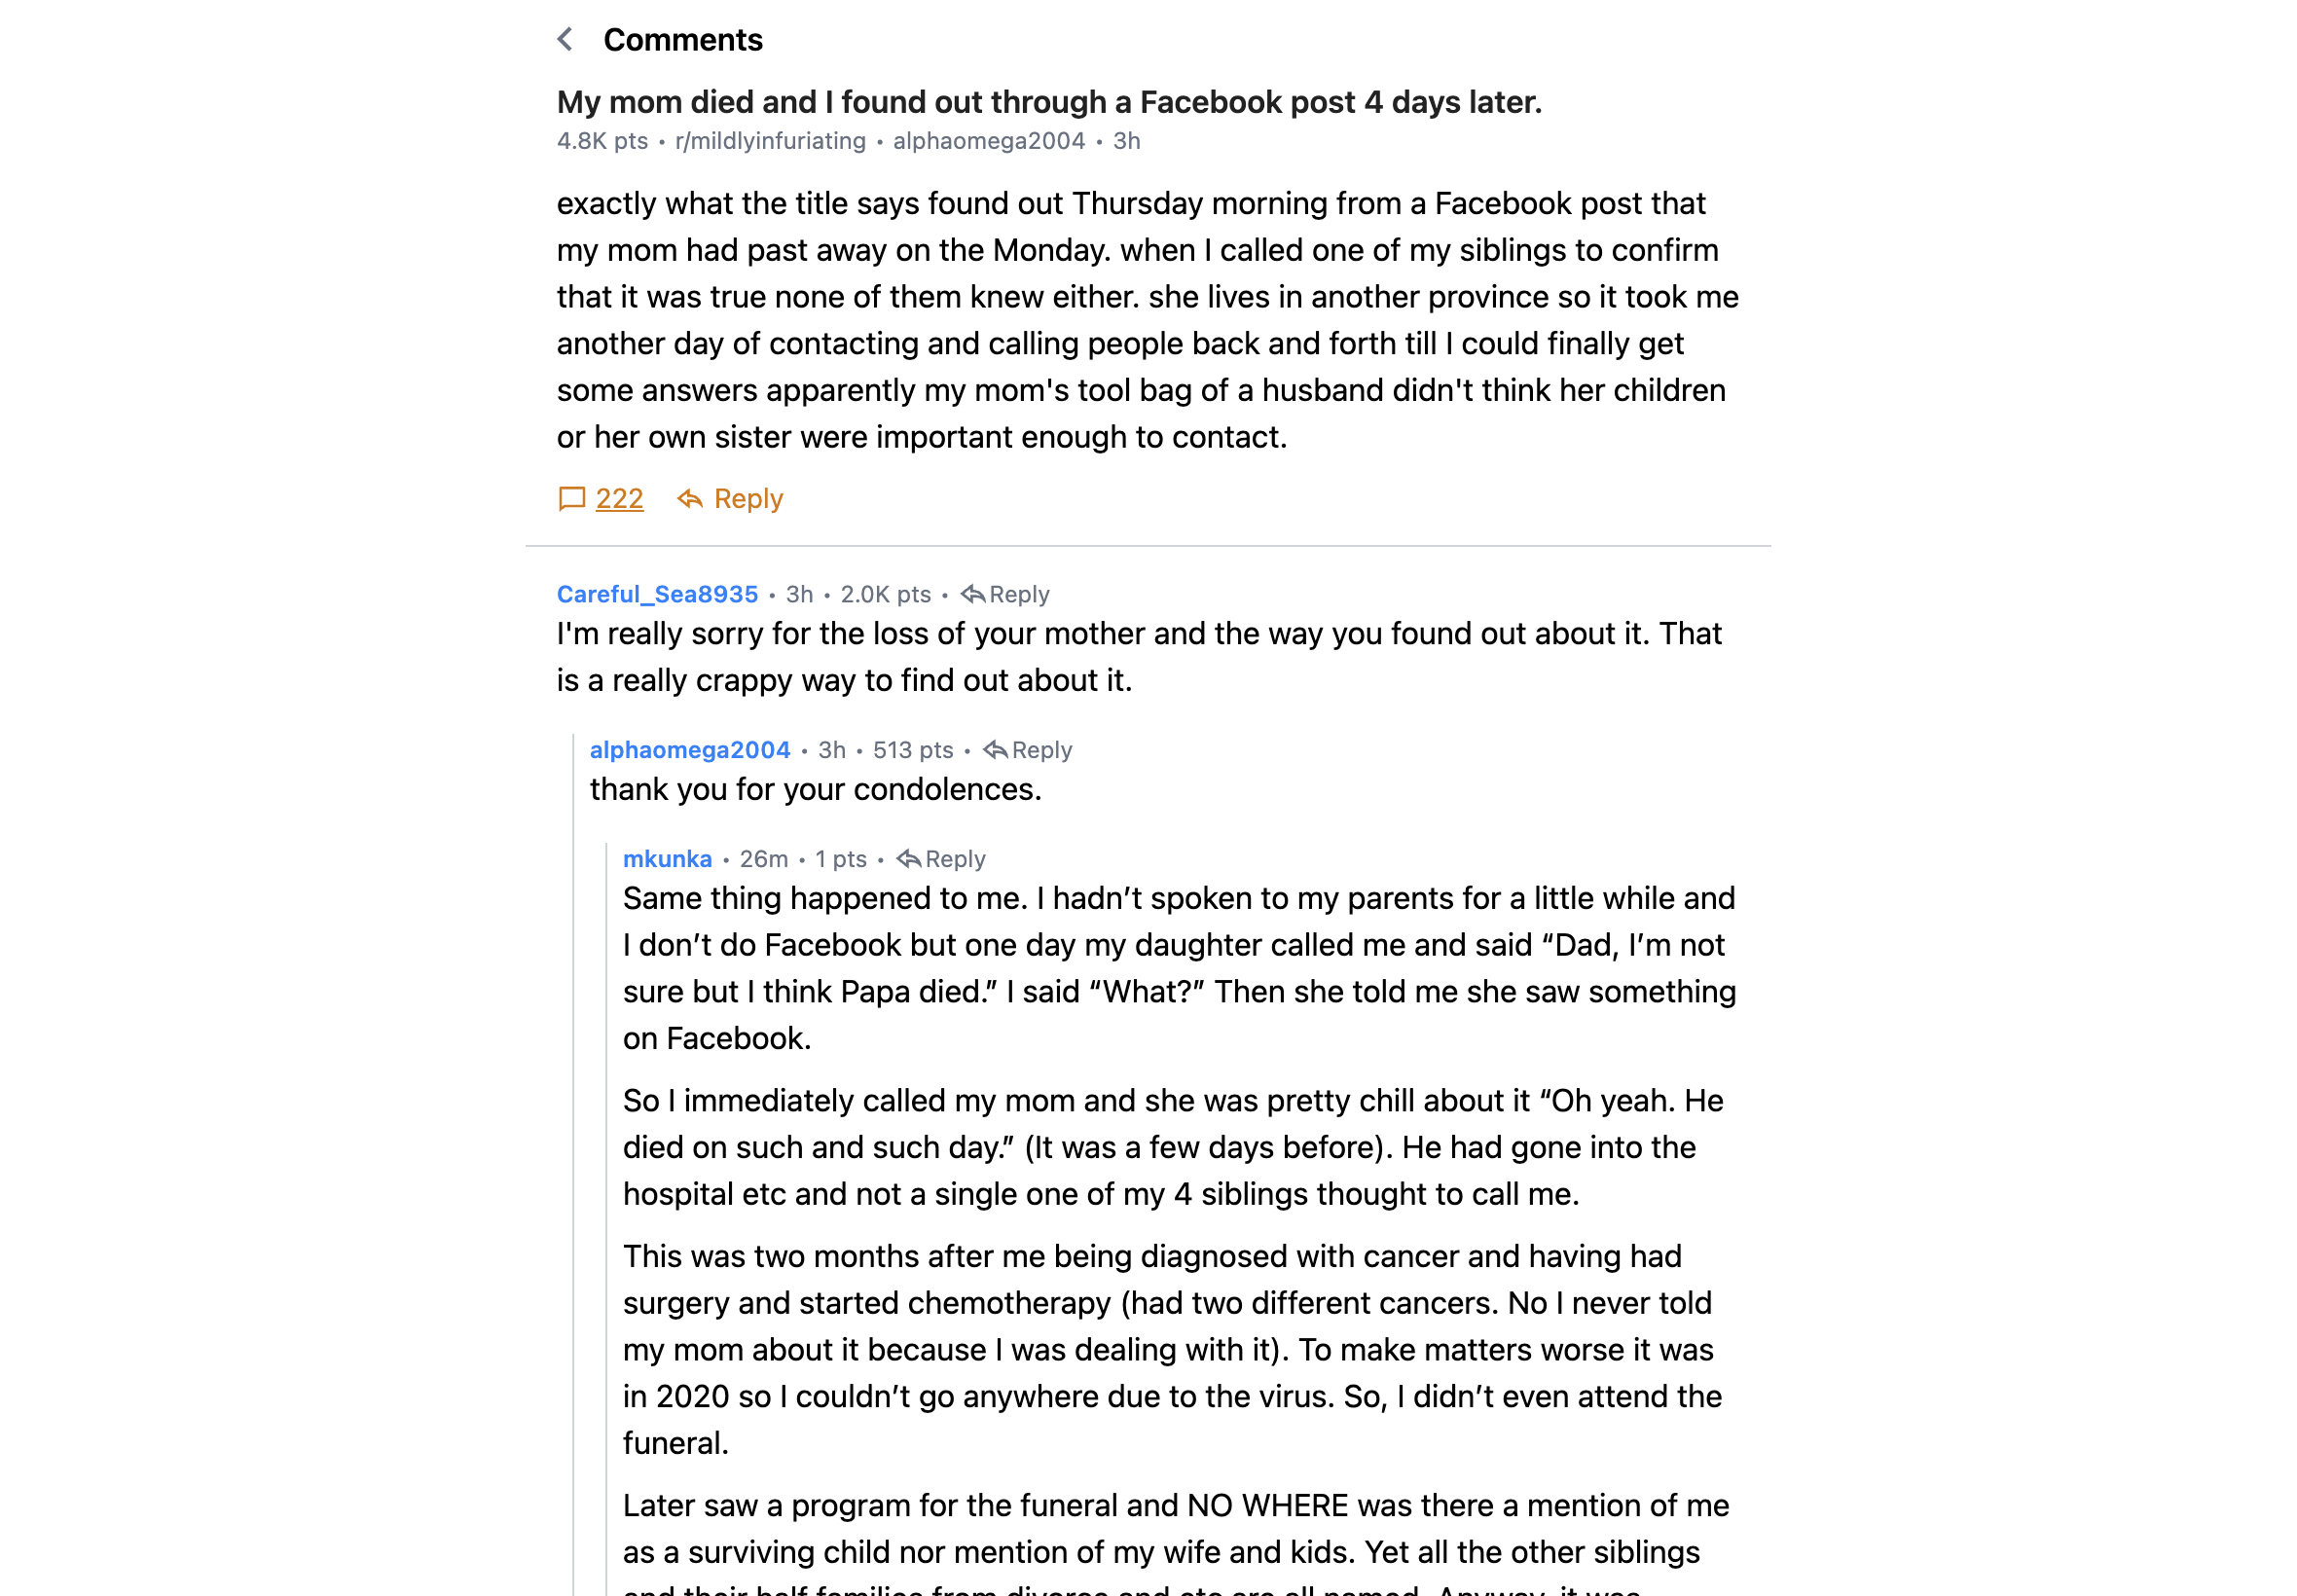 Comments
My mom died and I found out through a Facebook post 4 days later.
4.8K pts • r/mildlyinfuriating • alphaomega2004 • 3h
exactly what the title says found out Thursday morning from a Facebook post that
my mom had past away on the Monday. when I called one of my siblings to confirm
that it was true none of them knew either. she lives in another province so it took me
another day of contacting and calling people back and forth till I could finally get
some answers apparently my mom's tool bag of a husband didn't think her children
or her own sister were important enough to contact.
222 Reply
Careful_Sea8935 • 3h • 2.0K pts • Reply
I'm really sorry for the loss of your mother and the way you found out about it. That
is a really crappy way to find out about it.
alphaomega2004 • 3h • 513 pts • Reply
thank you for your condolences.
mkunka • 26m • 1 pts • Reply
Same thing happened to me. I hadn’t spoken to my parents for a little while and
I don’t do Facebook but one day my daughter called me and said “Dad, I’m not
sure but I think Papa died.” I said “What?” Then she told me she saw something
on Facebook.
So I immediately called my mom and she was pretty chill about it “Oh yeah. He
died on such and such day.” (It was a few days before). He had gone into the
hospital etc and not a single one of my 4 siblings thought to call me.
This was two months after me being diagnosed with cancer and having had
surgery and started chemotherapy (had two different cancers. No I never told
my mom about it because I was dealing with it). To make matters worse it was
in 2020 so I couldn’t go anywhere due to the virus. So, I didn’t even attend the
funeral.
Later saw a program for the funeral and NO WHERE was there a mention of me
as a surviving child nor mention of my wife and kids. Yet all the other siblings
and their half families from divorce and etc are all named. Anyway, it was